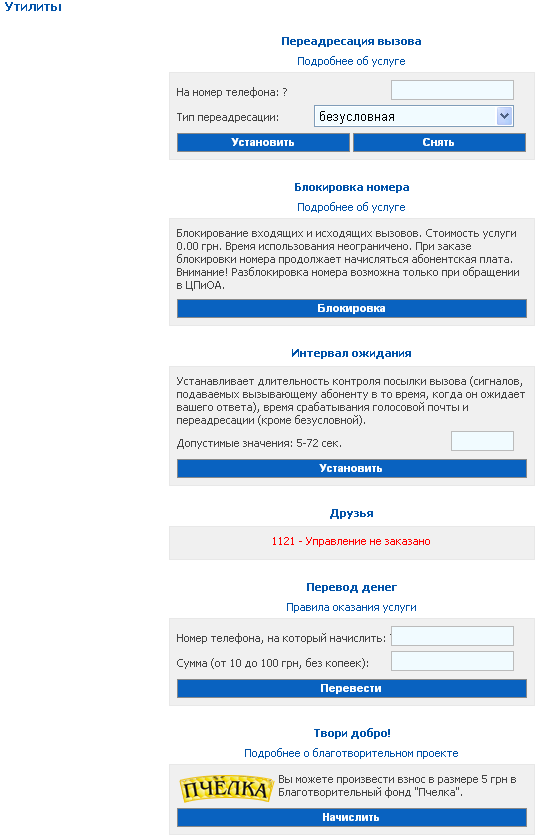 Утилиты
Переадресация вызова
Подробнее об услуге
На номер телефона: ?
Тип переадресации: безусловная
Установить Снять
Блокировка номера
Подробнее об услуге
Блокирование входящих и исходящих вызовов. Стоимость услуги
0.00 грн. Время использования неограничено. При заказе
блокировки номера продолжает начисляться абонентская плата.
Внимание! Разблокировка номера возможна только при обращении
в ЦПиОА.
Блокировка
Интервал ожидания
Устанавливает длительность контроля посылки вызова (сигналов,
подаваемых вызывающему абоненту в то время, когда он ожидает
вашего ответа), время срабатывания голосовой почты и
переадресации (кроме безусловной).
Допустимые значения: 5-72 сек.
Установить
Друзья
1121 - Управление не заказано
Перевод денег
Правила оказания услуги
Номер телефона, на который начислить:
Сумма (от 10 до 100 грн, без копеек):
Перевести
Твори добро!
Подробнее о благотворительном проекте
ПЧЁЛКА
Вы можете произвести взнос в размере 5 грн в
Благотворительный фонд "Пчелка".
Начислить